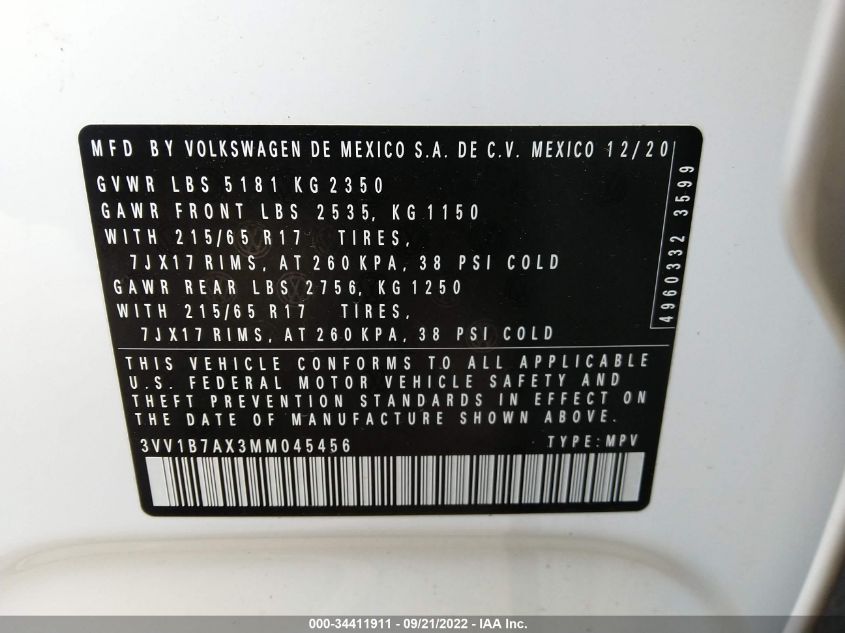 MFD BY VOLKSWAGEN DE MEXICO S.A. DE C.V. MEXICO 12/20
GVWR LBS 5181 KG 2350
GAWR FRONT LBS 2535, KG 1150
WITH 215/65 R17 TIRES,
7JX17 RIMS, AT 260 KPA, 38 PSI COLD
GAWR REAR LBS 2756, KG 1250
WITH 215/65 R17 TIRES,
7JX17 RIMS, AT 260 KPA, 38 PSI COLD
4960332 3599
THIS VEHICLE CONFORMS TO ALL APPLICABLE
U.S. FEDERAL MOTOR VEHICLE SAFETY AND
THEFT PREVENTION STANDARDS IN EFFECT ON
THE DATE OF MANUFACTURE SHOWN ABOVE.
3VV1B7AX3MM045456 TYPE: MPV
000-34411911 - 09/21/2022 - IAA Inc.